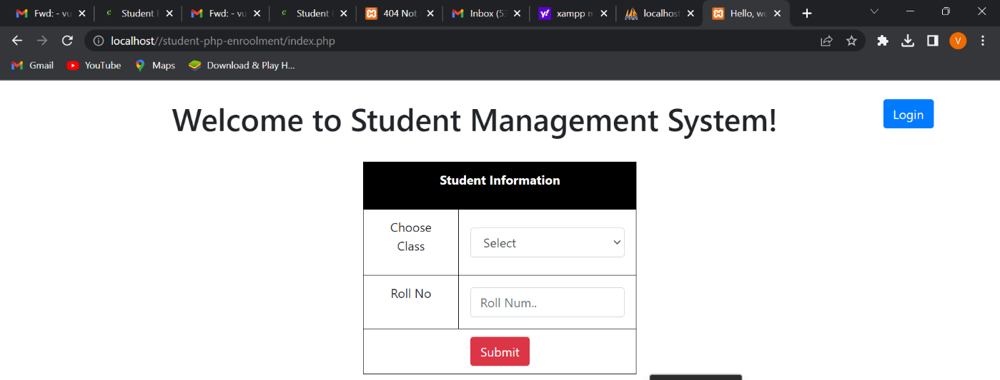 Fwd: - vu Student Fwd: - vu Student 404 Not Inbox (53 xampp m localhost Hello, wo
localhost//student-php-enroolment/index.php V
Gmail YouTube Maps Download & Play H...
Welcome to Student Management System! Login
Student Information
Choose
Class
Select
Roll No
Roll Num..
Submit